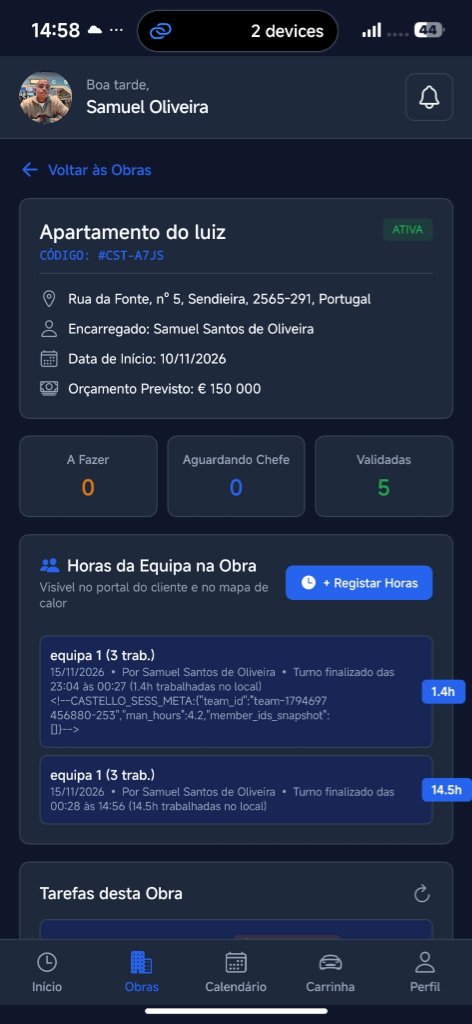 14:58
2 devices
44
Boa tarde,
Samuel Oliveira
Voltar às Obras
Apartamento do luiz
ATIVA
CÓDIGO: #CST-A7JS
Rua da Fonte, nº 5, Sendieira, 2565-291, Portugal
Encarregado: Samuel Santos de Oliveira
Data de Início: 10/11/2026
Orçamento Previsto: € 150 000
A Fazer
0
Aguardando Chefe
0
Validadas
5
Horas da Equipa na Obra
Visível no portal do cliente e no mapa de
calor
+ Registar Horas
equipa 1 (3 trab.)
15/11/2026 • Por Samuel Santos de Oliveira • Turno finalizado das
23:04 às 00:27 (1.4h trabalhadas no local)
<!--CASTELLO_SESS_META:{"team_id":"team-1794697
456880-253","man_hours":4.2,"member_ids_snapshot":
[]}-->
1.4h
equipa 1 (3 trab.)
15/11/2026 • Por Samuel Santos de Oliveira • Turno finalizado das
00:28 às 14:56 (14.5h trabalhadas no local)
14.5h
Tarefas desta Obra
Início
Obras
Calendário
Carrinha
Perfil